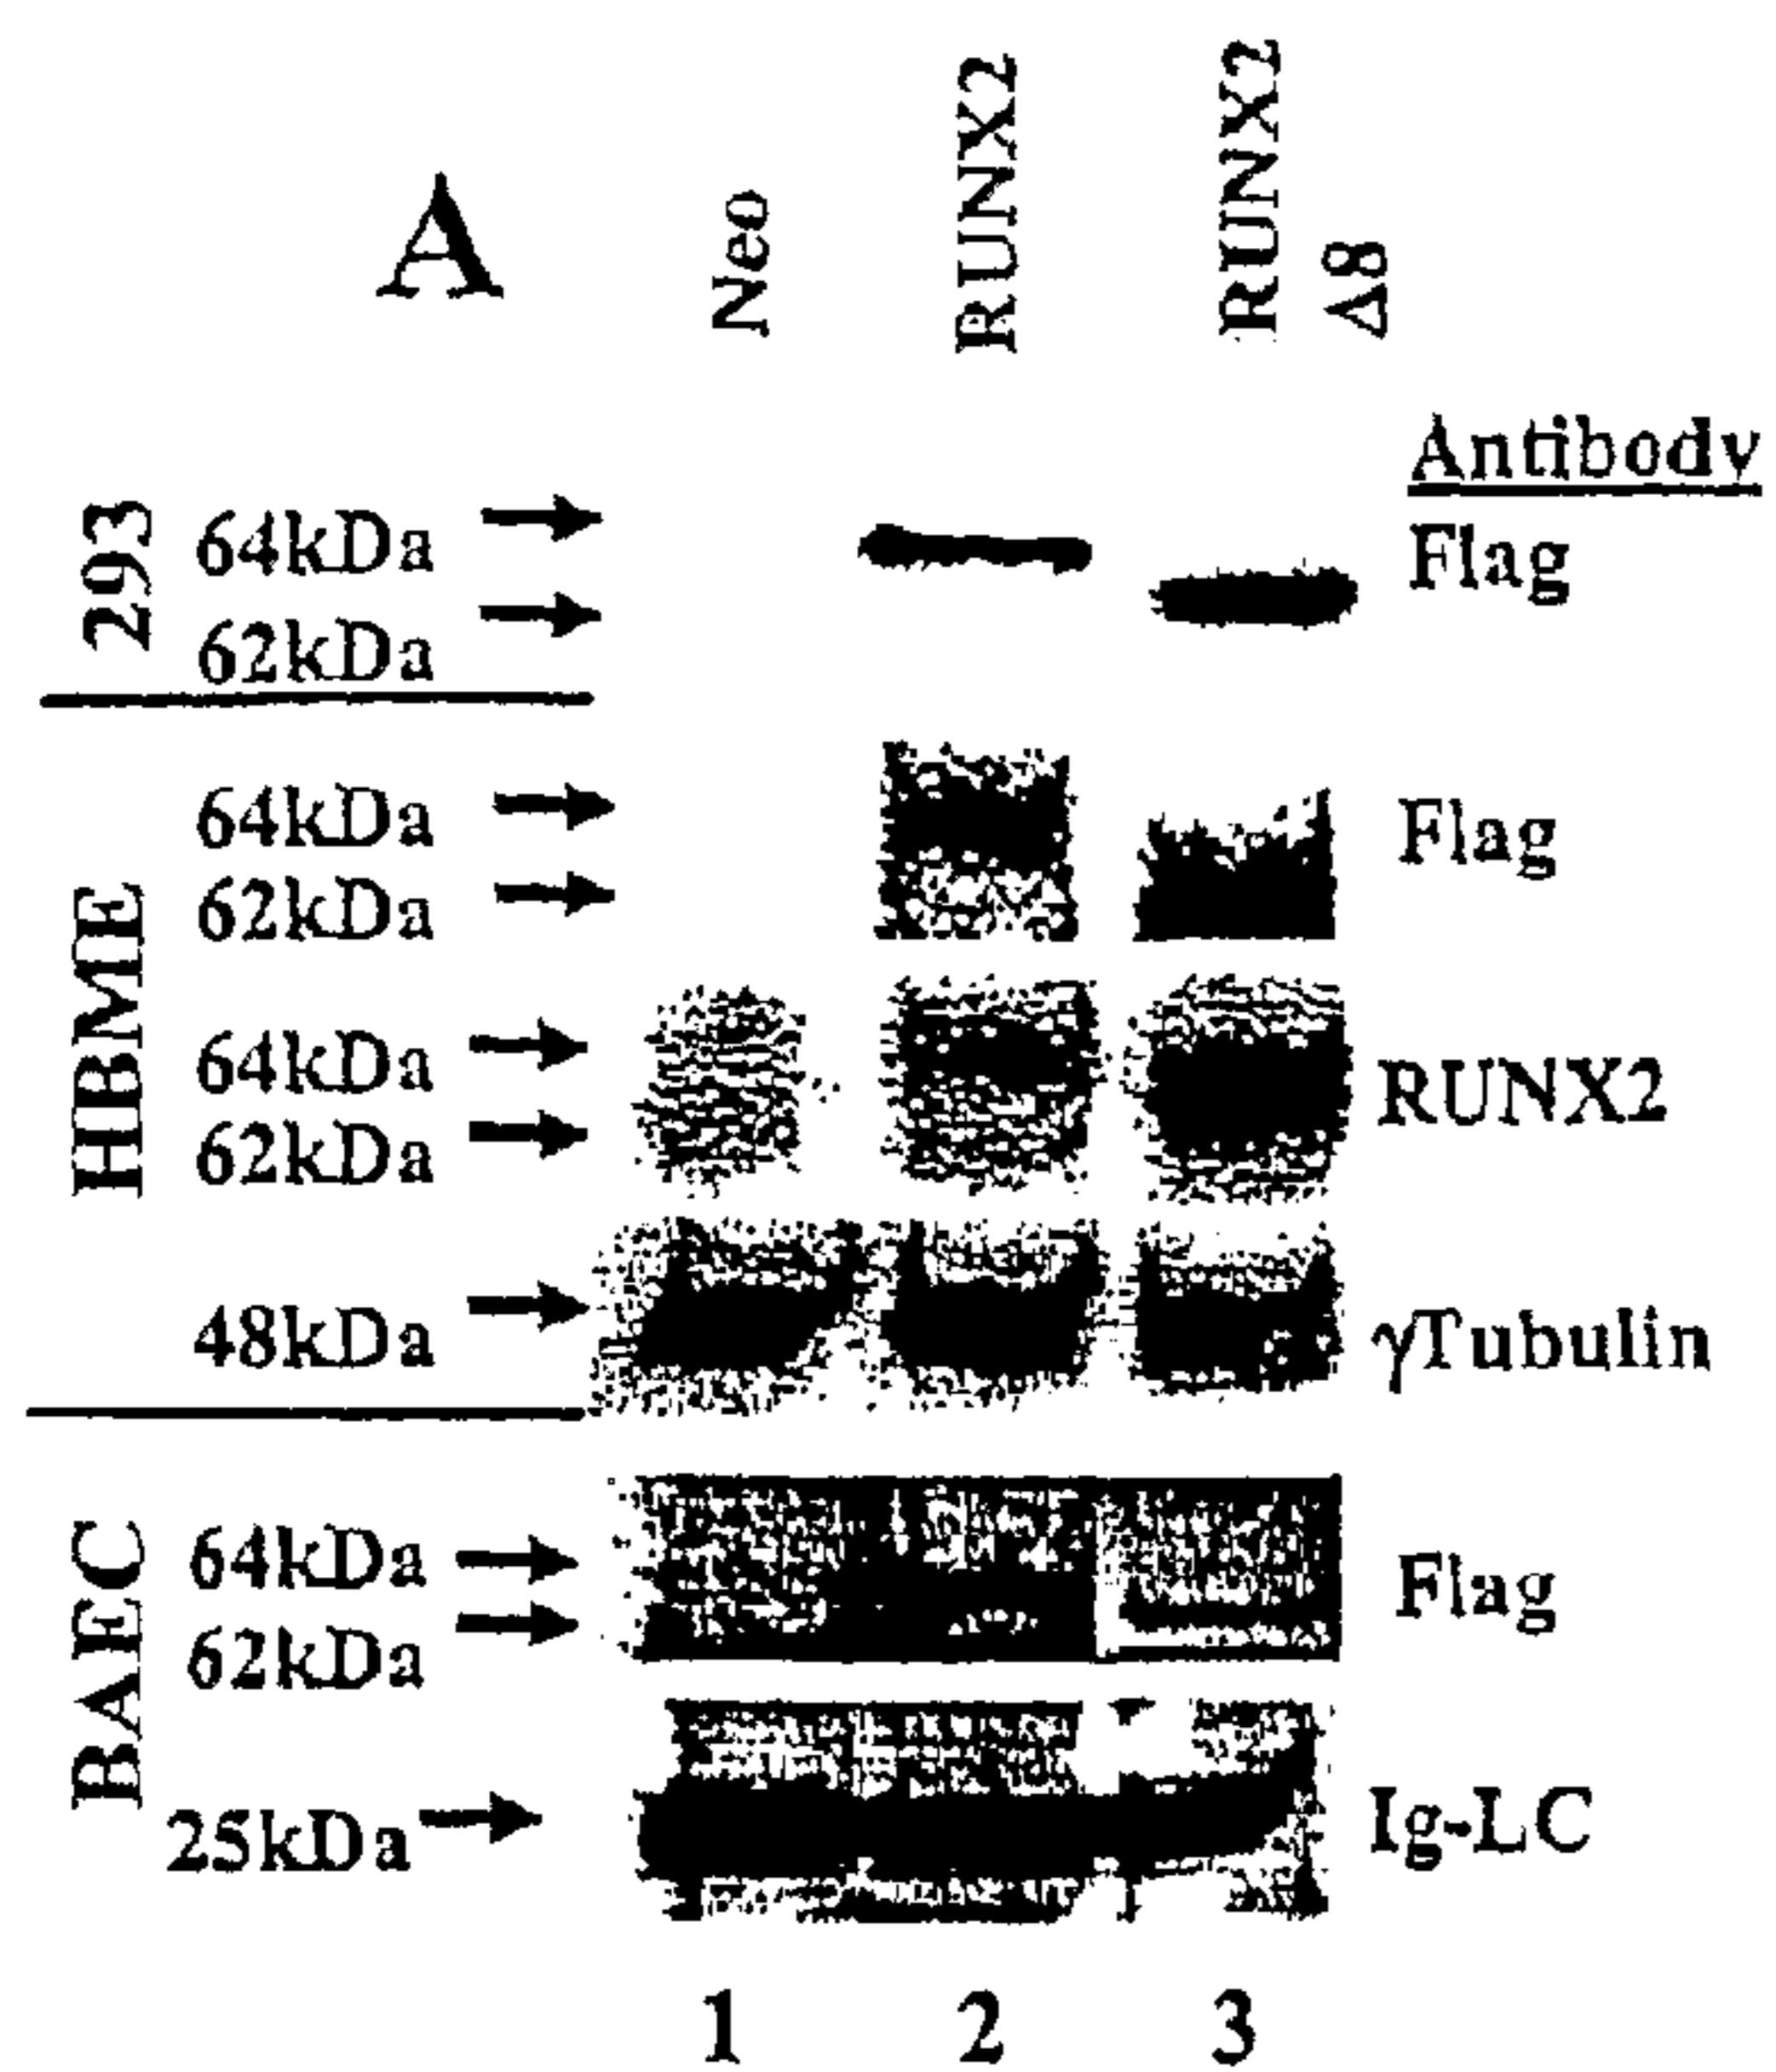 A
Neo
RUNX2
RUNX2
Δ8
Antibody
293
64kDa
Flag
62kDa
HBME
64kDa
Flag
62kDa
64kDa
RUNX2
62kDa
48kDa
γTubulin
BAEC
64kDa
Flag
62kDa
25kDa
Ig-LC
1 2 3